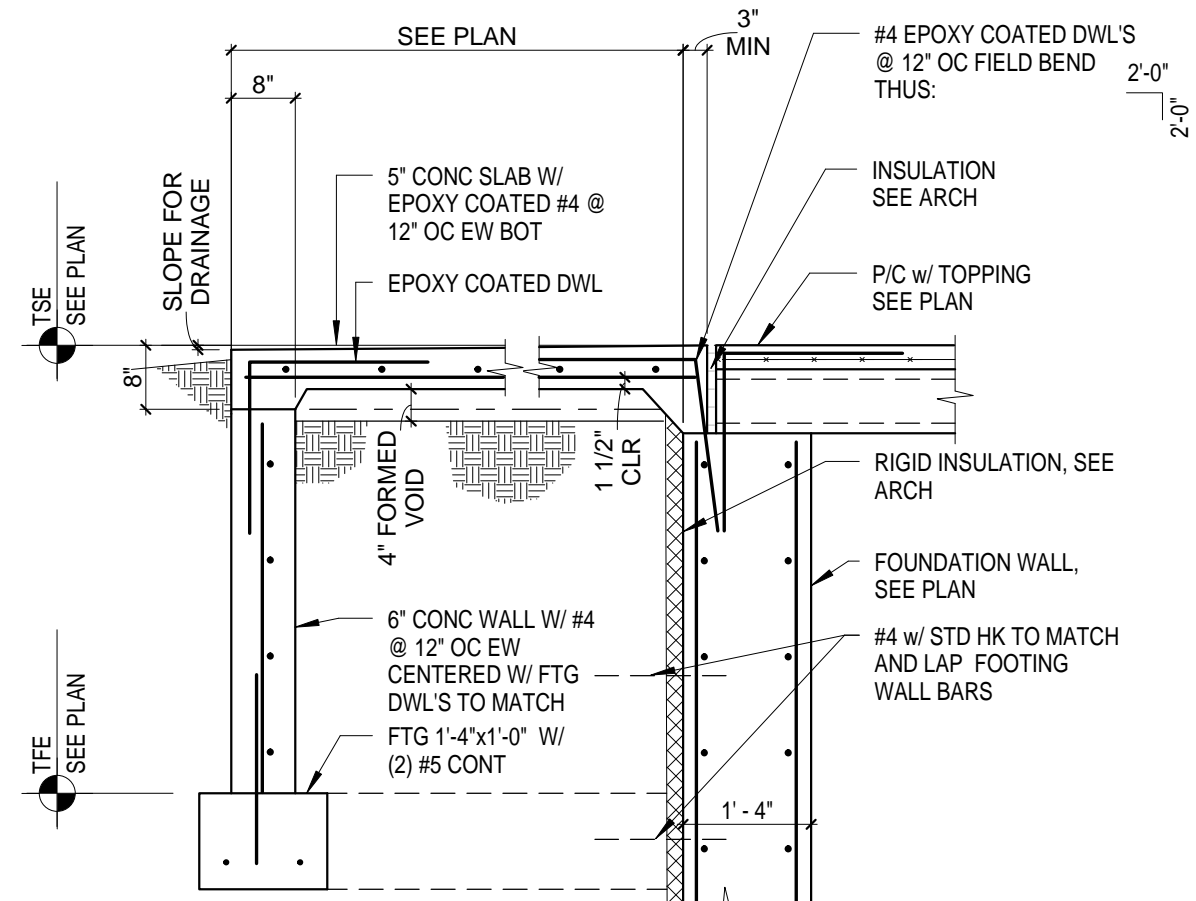 SEE PLAN
3"
MIN
8"
#4 EPOXY COATED DWL'S
@ 12" OC FIELD BEND
THUS:
2'-0"
2'-0"
5" CONC SLAB W/
EPOXY COATED #4 @
12" OC EW BOT
EPOXY COATED DWL
INSULATION
SEE ARCH
P/C w/ TOPPING
SEE PLAN
SLOPE FOR
DRAINAGE
TSE
SEE PLAN
8"
4" FORMED
VOID
1 1/2"
CLR
RIGID INSULATION, SEE
ARCH
FOUNDATION WALL,
SEE PLAN
6" CONC WALL W/ #4
@ 12" OC EW
CENTERED W/ FTG
DWL'S TO MATCH
#4 w/ STD HK TO MATCH
AND LAP FOOTING
WALL BARS
FTG 1'-4"x1'-0" W/
(2) #5 CONT
TFE
SEE PLAN
1' - 4"